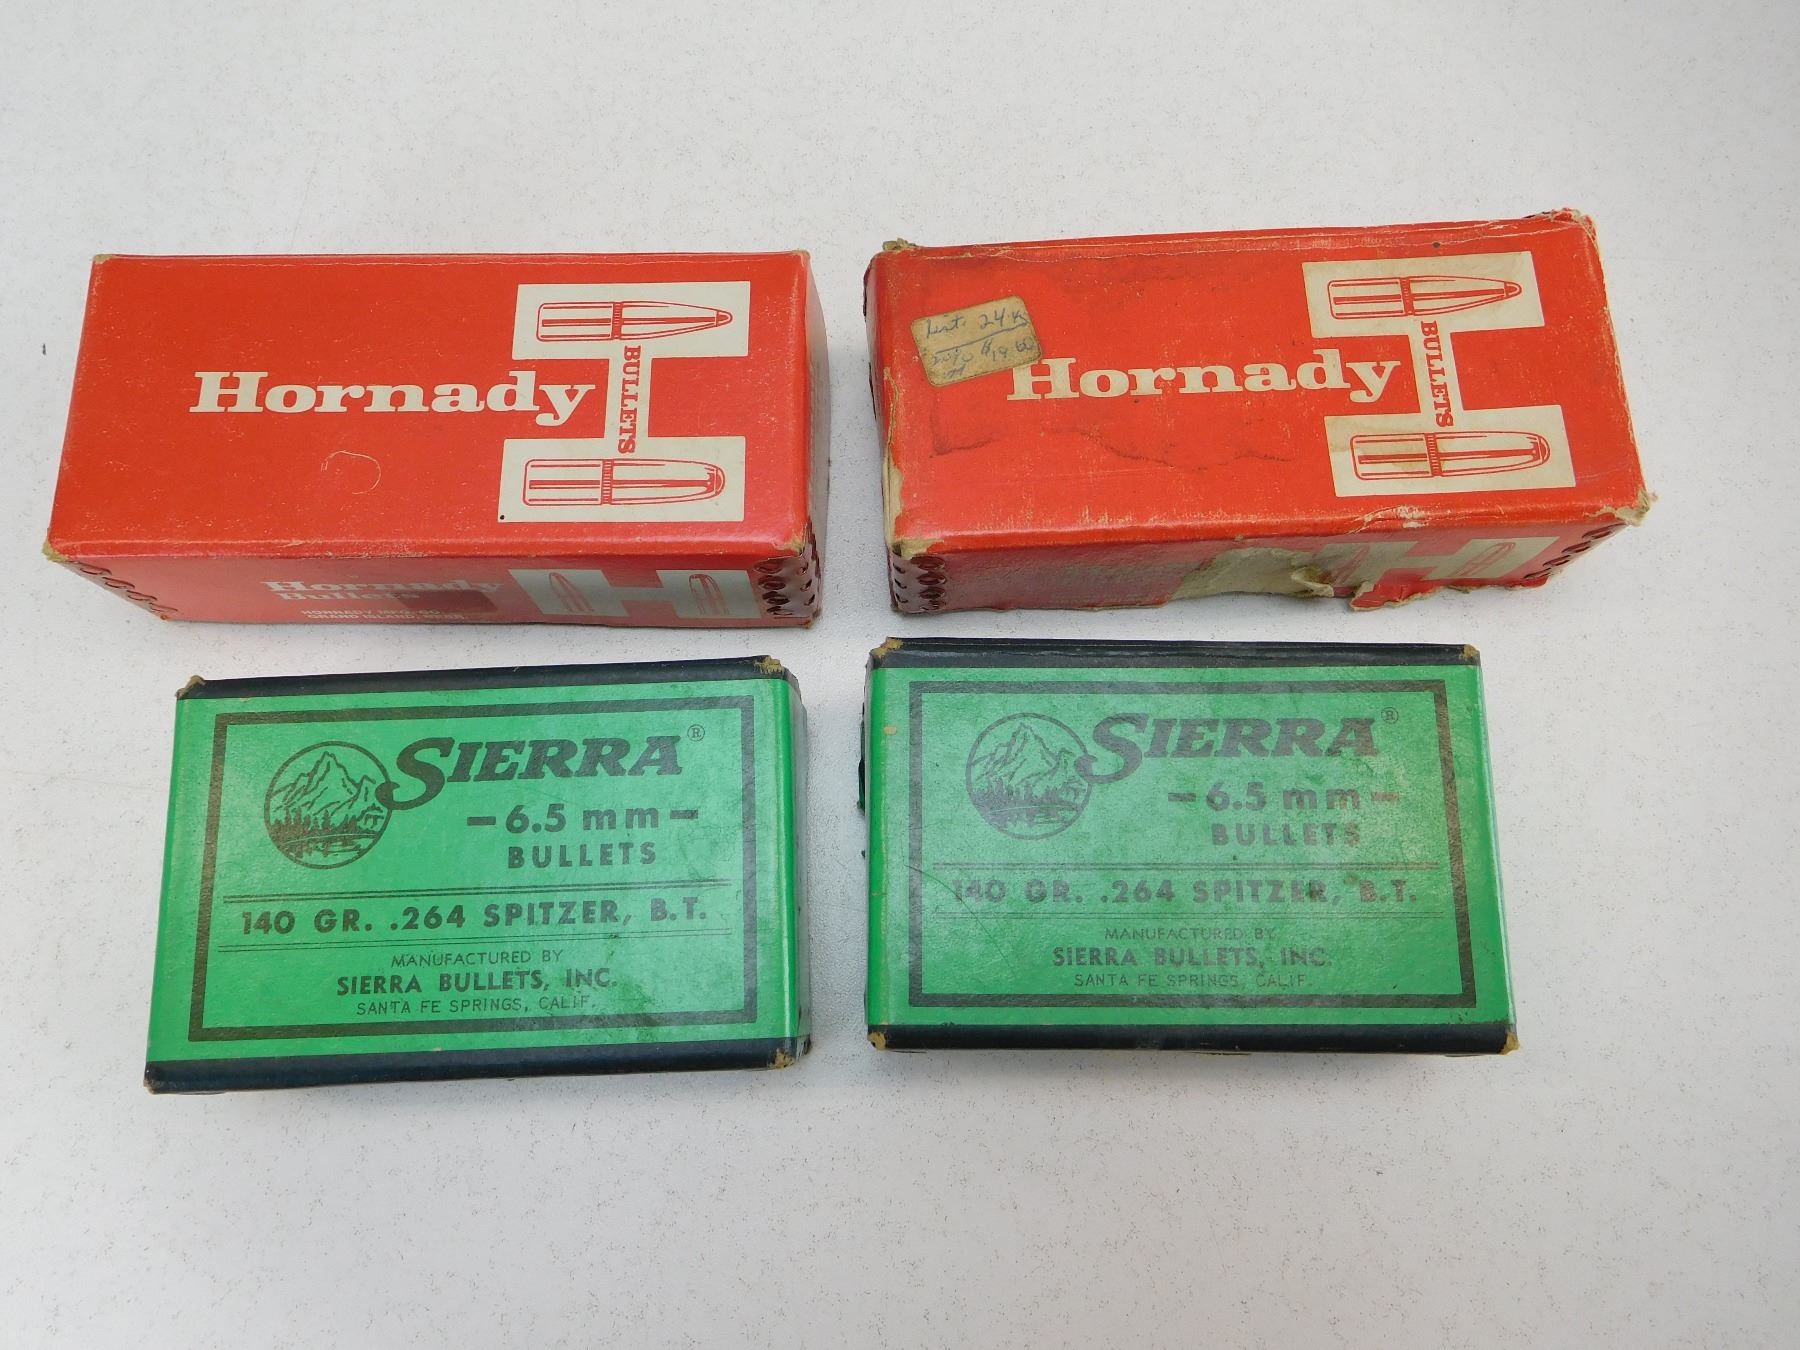 Hornady
BULLETS
Hornady
Bullets
HORNADY MFG. CO.
GRAND ISLAND, NEBR.
List. 24
Hornady
BULLETS
SIERRA®
-6.5 mm-
BULLETS
140 GR. .264 SPITZER, B.T.
MANUFACTURED BY
SIERRA BULLETS, INC.
SANTA FE SPRINGS, CALIF.
SIERRA®
-6.5 mm-
BULLETS
140 GR. .264 SPITZER, B.T.
MANUFACTURED BY
SIERRA BULLETS, INC.
SANTA FE SPRINGS, CALIF.